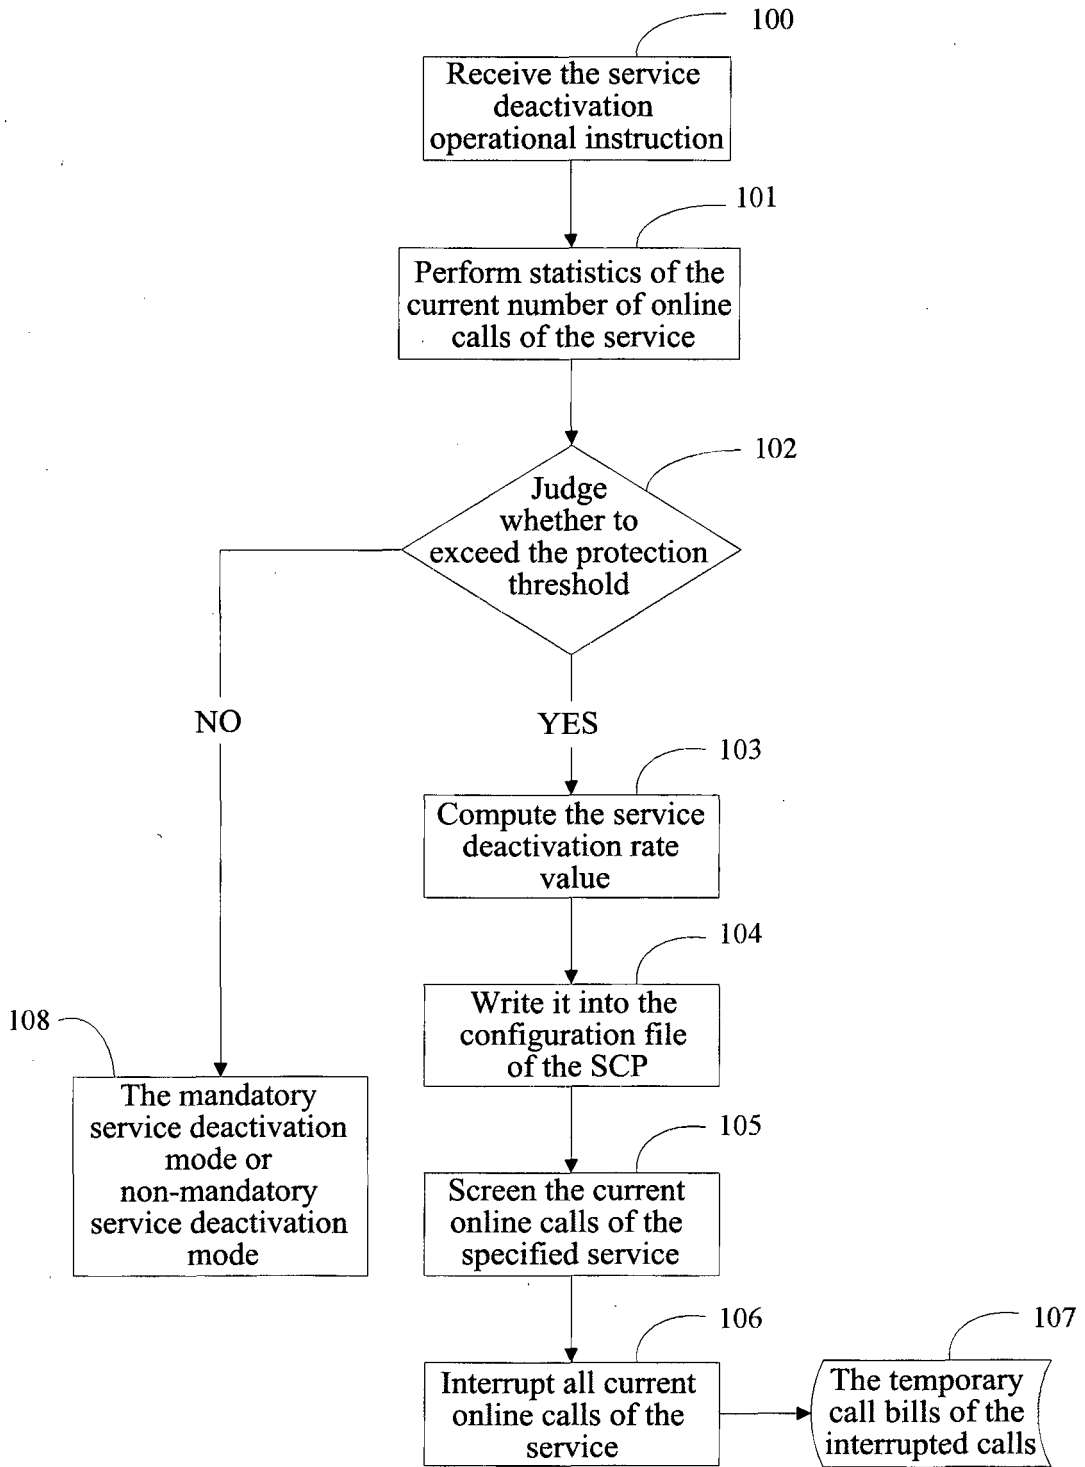 100
Receive the service
deactivation
operational instruction
101
Perform statistics of the
current number of online
calls of the service
102
Judge
whether to
exceed the protection
threshold
NO
YES
103
Compute the service
deactivation rate
value
104
Write it into the
configuration file
of the SCP
108
The mandatory
service deactivation
mode or
non-mandatory
service deactivation
mode
105
Screen the current
online calls of the
specified service
106
Interrupt all current
online calls of the
service
107
The temporary
call bills of the
interrupted calls